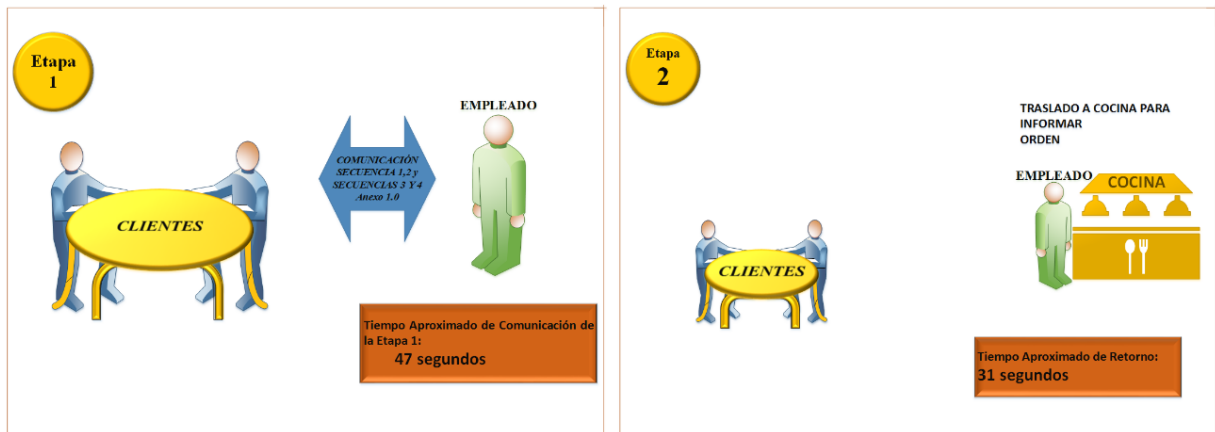 Etapa
1
EMPLEADO
COMUNICACIÓN
SECUENCIA 1,2 y
SECUENCIAS 3 Y 4
Anexo 1.0
CLIENTES
Tiempo Aproximado de Comunicación de
la Etapa 1:
47 segundos
Etapa
2
TRASLADO A COCINA PARA
INFORMAR
ORDEN
EMPLEADO
COCINA
CLIENTES
Tiempo Aproximado de Retorno:
31 segundos